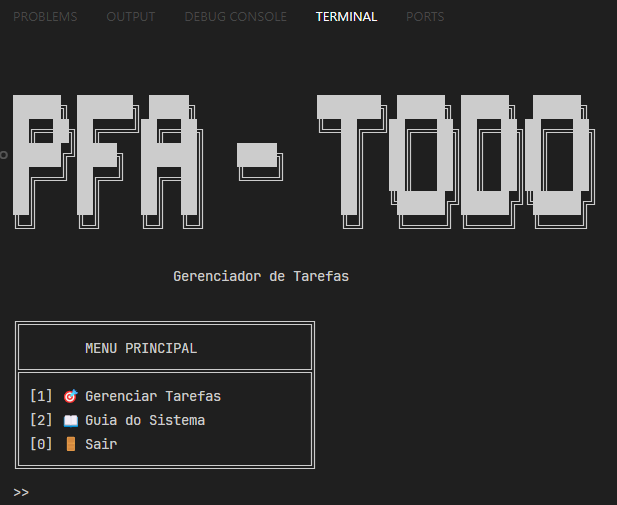 PROBLEMS OUTPUT DEBUG CONSOLE TERMINAL PORTS
PFA - TODO
Gerenciador de Tarefas
MENU PRINCIPAL
[1] 🎯 Gerenciar Tarefas
[2] 📖 Guia do Sistema
[0] 🚪 Sair
>>